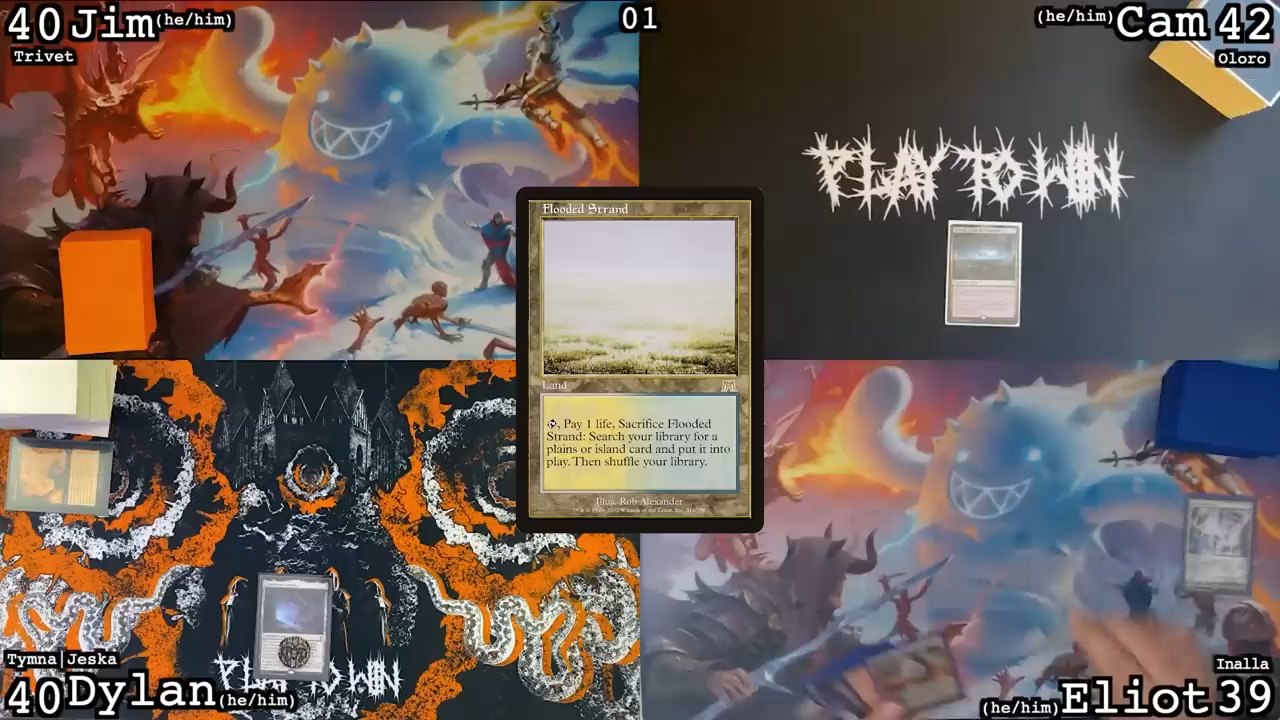 40 Jim (he/him)
Trivet
01
(he/him) Cam 42
Oloro
PLAY TO WIN
Flooded Strand
Land
, Pay 1 life, Sacrifice Flooded
Strand: Search your library for a
plains or island card and put it into
play. Then shuffle your library.
Illus. Rob Alexander
Tymna|Jeska
40 Dylan (he/him)
PLAY TO WIN
Inalla
(he/him) Eliot 39